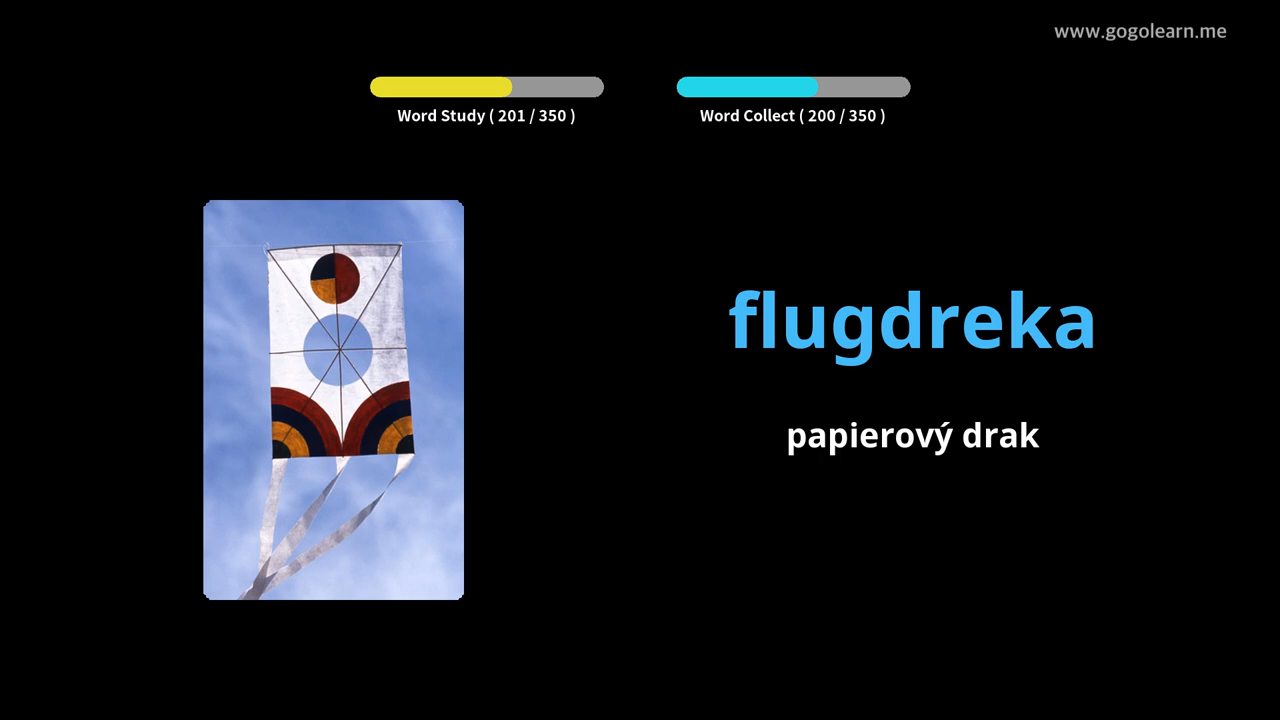 www.gogolearn.me
Word Study ( 201 / 350 )
Word Collect ( 200 / 350 )
flugdreka
papierový drak